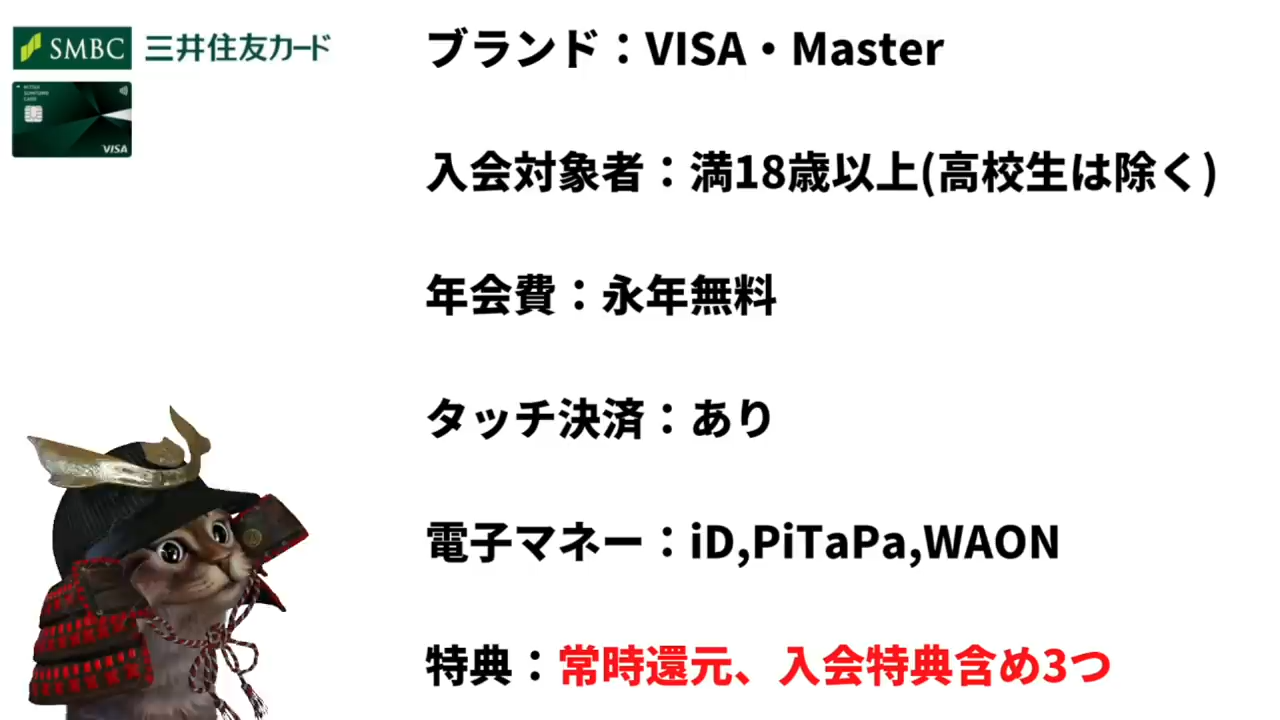 SMBC 三井住友カード
MITSUI
SUMITOMO
CARD
VISA
ブランド：VISA・Master
入会対象者：満18歳以上(高校生は除く)
年会費：永年無料
タッチ決済：あり
電子マネー：iD,PiTaPa,WAON
特典：常時還元、入会特典含め3つ